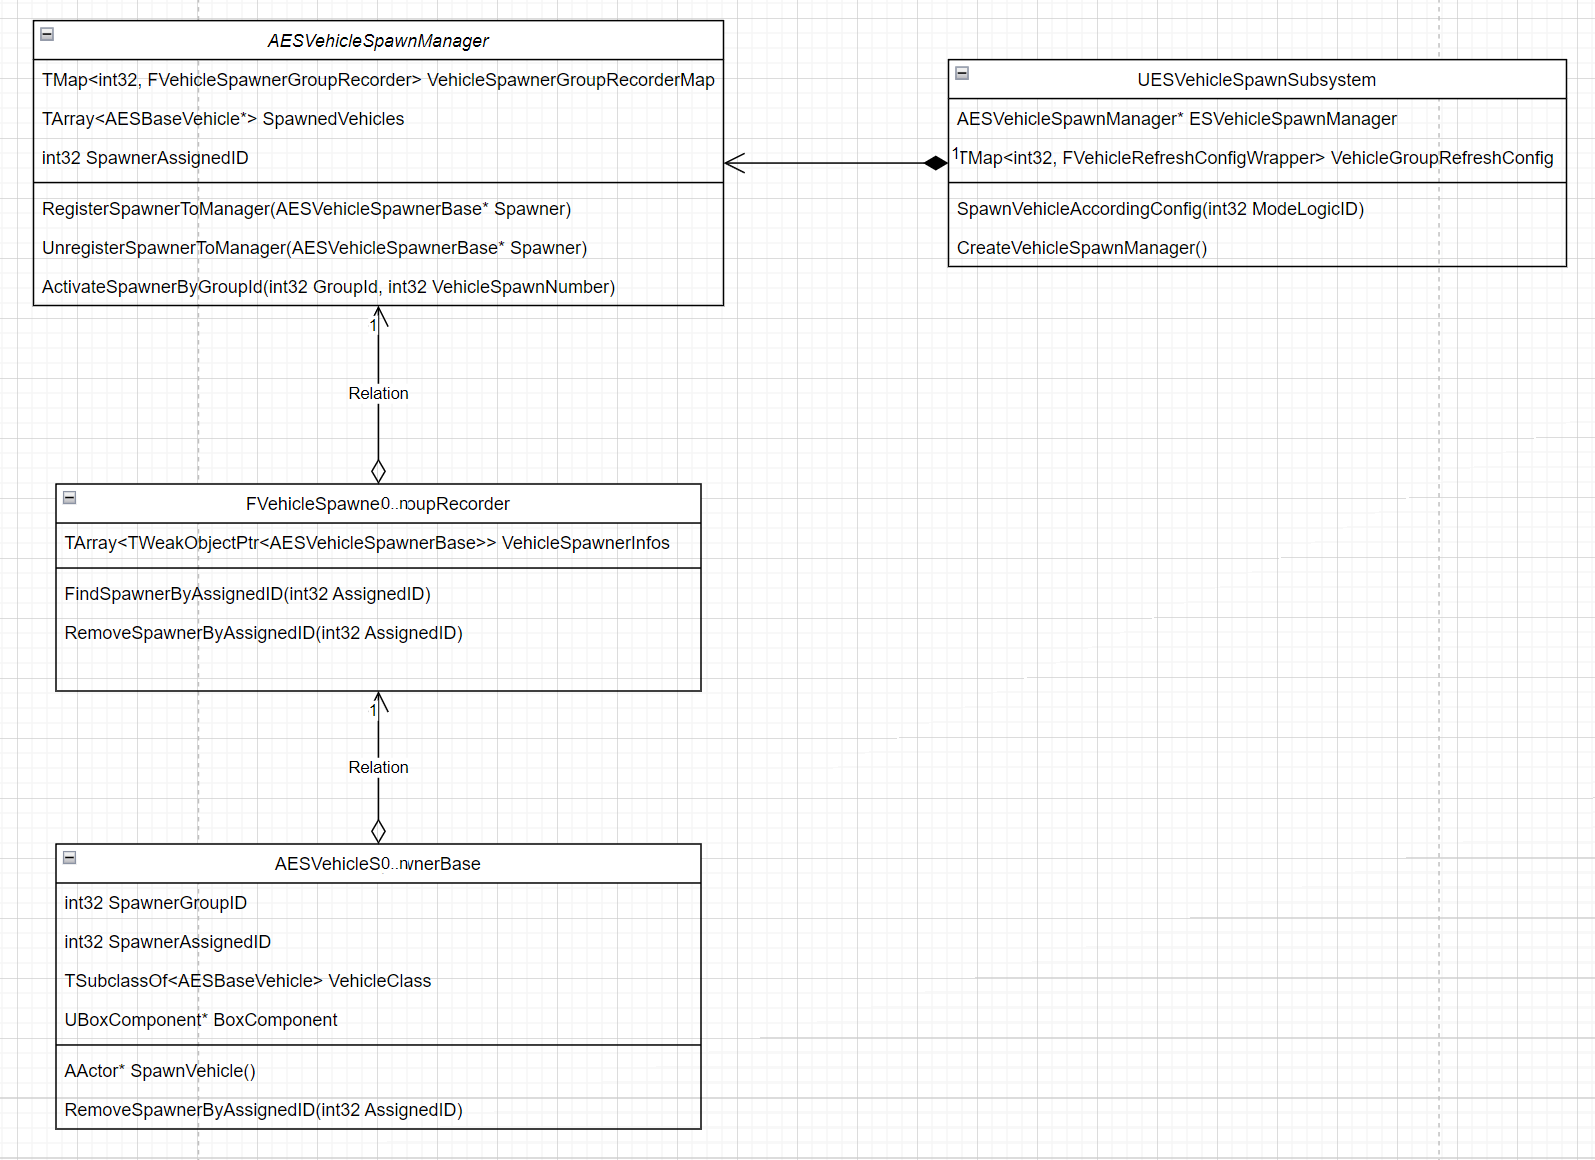 AESVehicleSpawnManager
TMap<int32, FVehicleSpawnerGroupRecorder> VehicleSpawnerGroupRecorderMap
TArray<AESBaseVehicle*> SpawnedVehicles
int32 SpawnerAssignedID
RegisterSpawnerToManager(AESVehicleSpawnerBase* Spawner)
UnregisterSpawnerToManager(AESVehicleSpawnerBase* Spawner)
ActivateSpawnerByGroupId(int32 GroupId, int32 VehicleSpawnNumber)
UESVehicleSpawnSubsystem
AESVehicleSpawnManager* ESVehicleSpawnManager
1
TMap<int32, FVehicleRefreshConfigWrapper> VehicleGroupRefreshConfig
SpawnVehicleAccordingConfig(int32 ModeLogicID)
CreateVehicleSpawnManager()
1
Relation
FVehicleSpawne0..noupRecorder
TArray<TWeakObjectPtr<AESVehicleSpawnerBase>> VehicleSpawnerInfos
FindSpawnerByAssignedID(int32 AssignedID)
RemoveSpawnerByAssignedID(int32 AssignedID)
1
Relation
AESVehicleS0..nwnerBase
int32 SpawnerGroupID
int32 SpawnerAssignedID
TSubclassOf<AESBaseVehicle> VehicleClass
UBoxComponent* BoxComponent
AActor* SpawnVehicle()
RemoveSpawnerByAssignedID(int32 AssignedID)